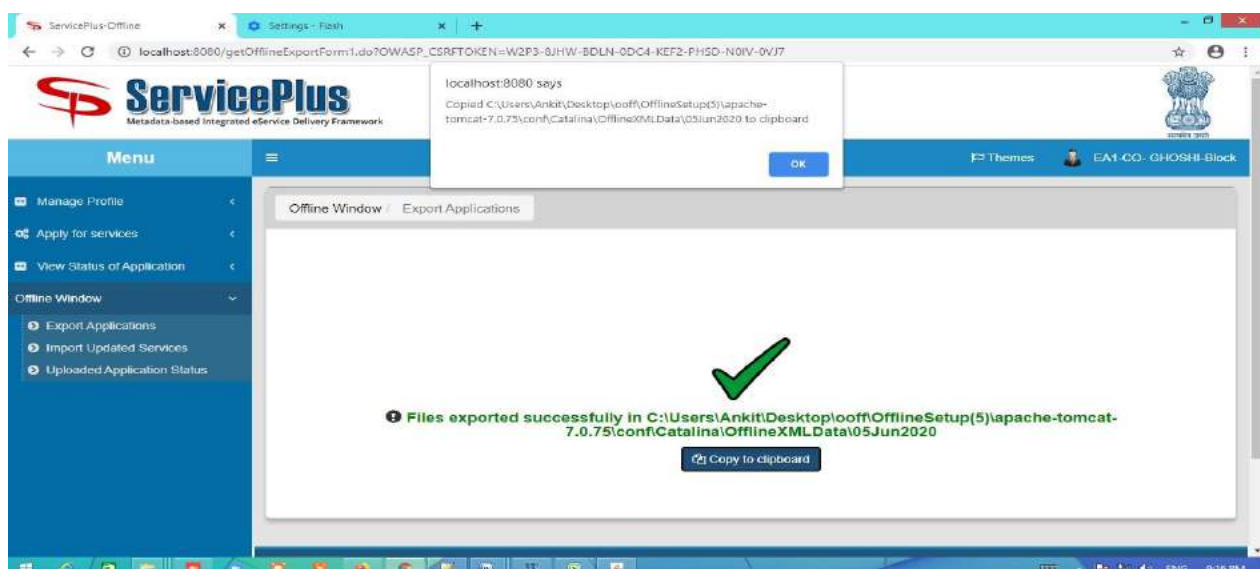 ServicePlus-Offline
Settings - Flash
localhost:8080/getOfflineExportForm1.do?OWASP_CSRFTOKEN=W2P3-8JHW-BDLN-0DC4-KEF2-PHSD-N0IV-0VJ7
localhost:8080 says
Copied C:\Users\Ankit\Desktop\ooff\OfflineSetup(5)\apache-
tomcat-7.0.75\conf\Catalina\OfflineXMLData\05Jun2020 to clipboard
OK
ServicePlus
Metadata-based Integrated eService Delivery Framework
Menu
Themes
EA1-CO- GHOSHI-Block
Manage Profile
Apply for services
View Status of Application
Offline Window
Export Applications
Import Updated Services
Uploaded Application Status
Offline Window / Export Applications
Files exported successfully in C:\Users\Ankit\Desktop\ooff\OfflineSetup(5)\apache-tomcat-
7.0.75\conf\Catalina\OfflineXMLData\05Jun2020
Copy to clipboard
ENG